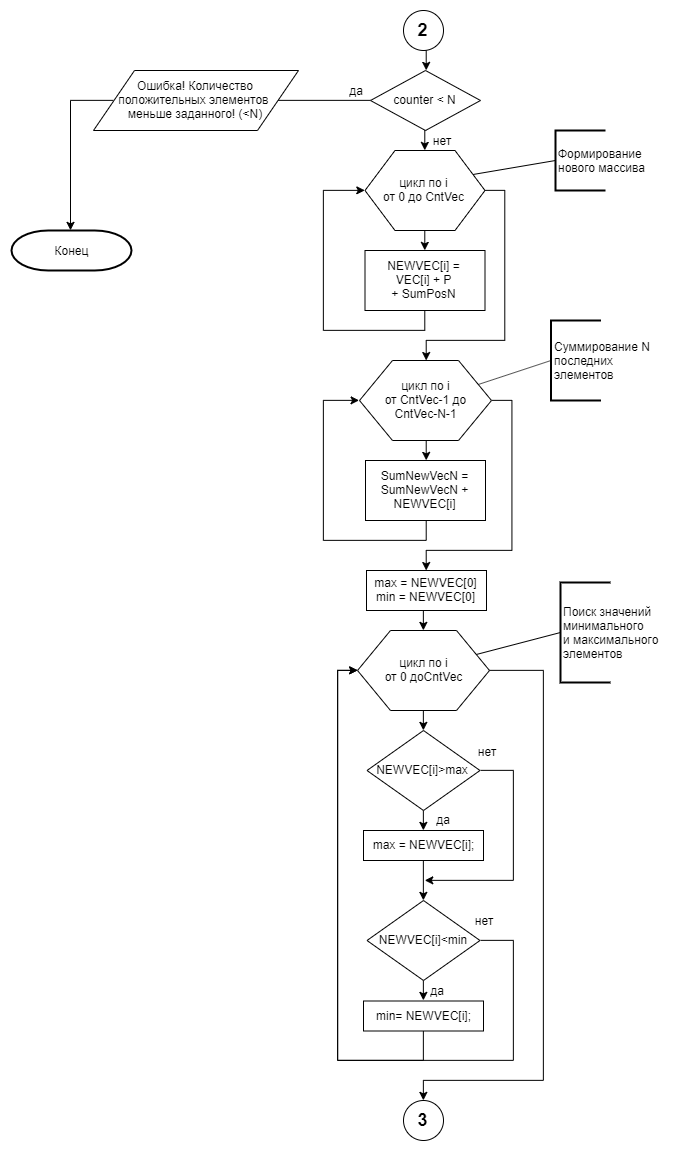 2
counter < N
да
Ошибка! Количество
положительных элементов
меньше заданного! (<N)
нет
Конец
цикл по i
от 0 до CntVec
Формирование
нового массива
NEWVEC[i] =
VEC[i] + P
+ SumPosN
цикл по i
от CntVec-1 до
CntVec-N-1
Суммирование N
последних
элементов
SumNewVecN =
SumNewVecN +
NEWVEC[i]
max = NEWVEC[0]
min = NEWVEC[0]
цикл по i
от 0 доCntVec
Поиск значений
минимального
и максимального
элементов
NEWVEC[i]>max
нет
да
max = NEWVEC[i];
NEWVEC[i]<min
нет
да
min= NEWVEC[i];
3